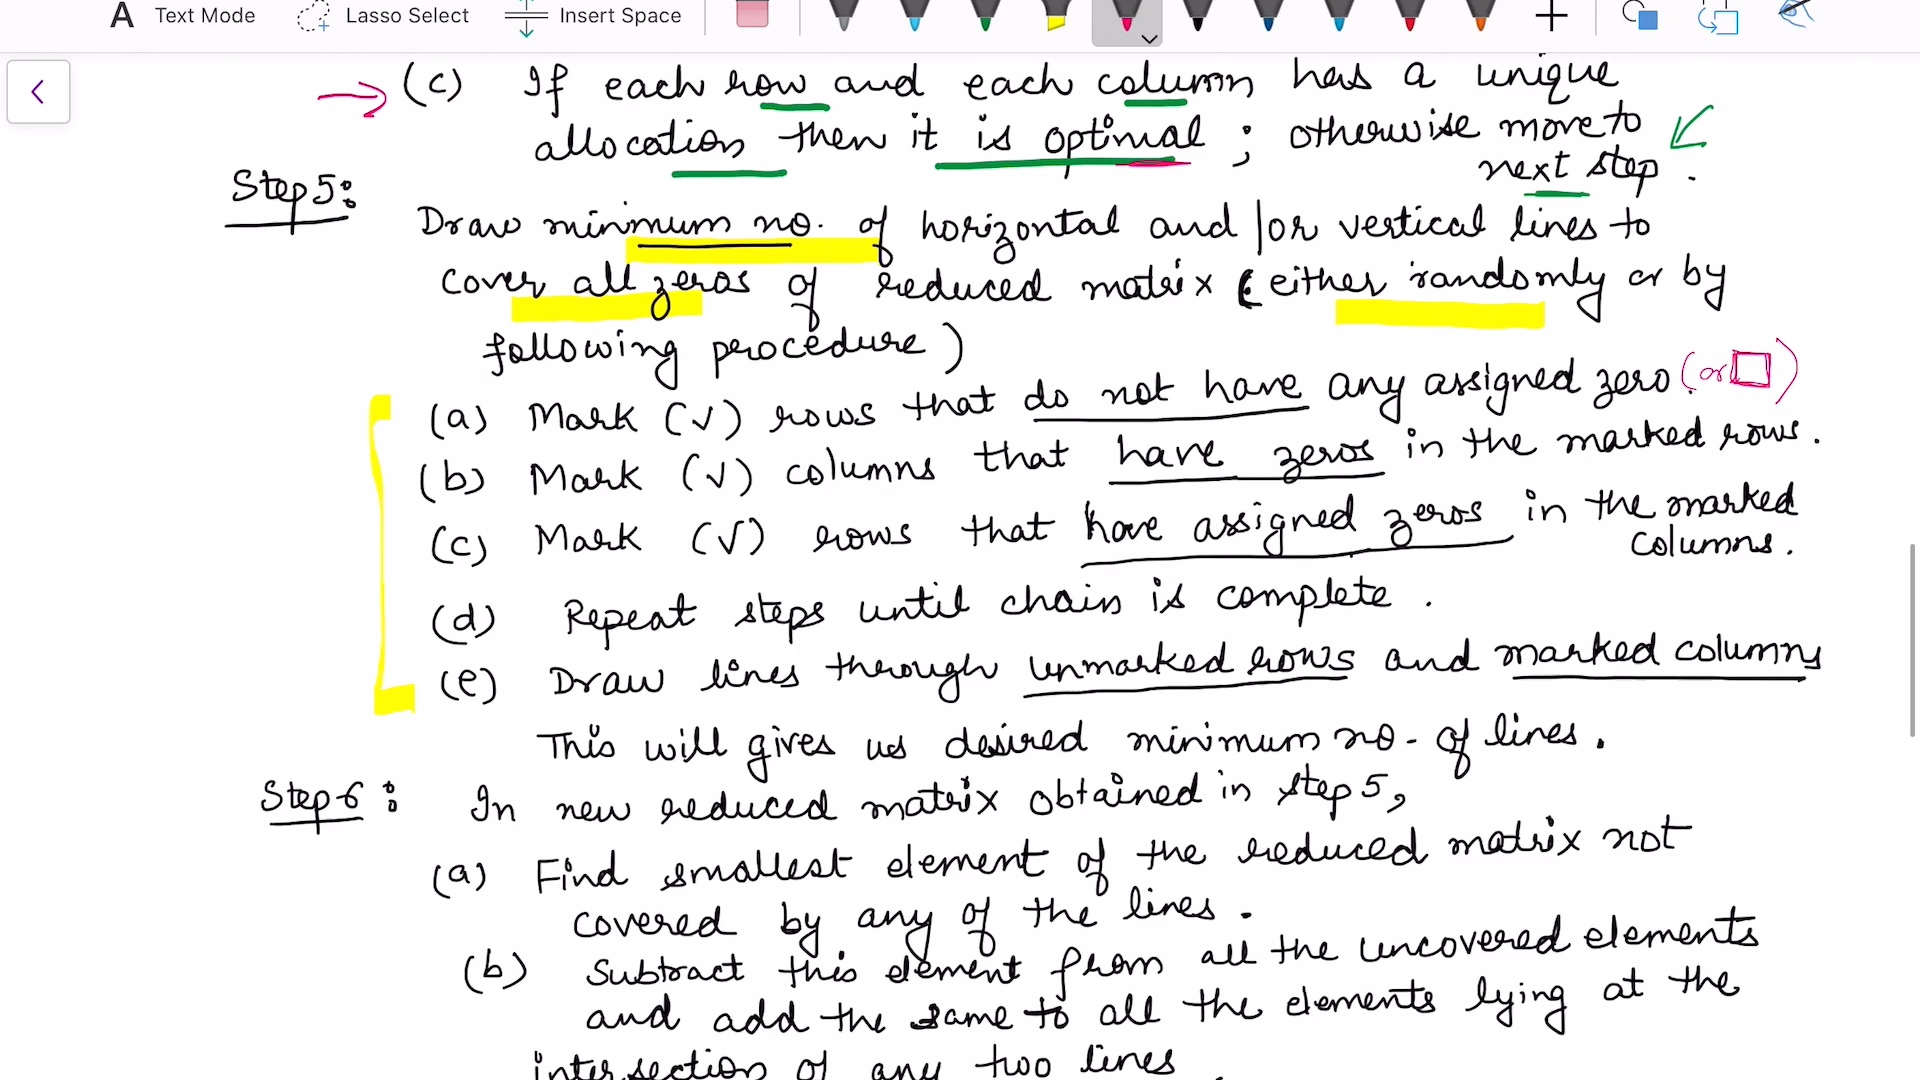 Text Mode Lasso Select Insert Space
(c) If each row and each column has a unique
allocation then it is optimal ; otherwise move to
next step .
Step 5:
Draw minimum no. of horizontal and /or vertical lines to
cover all zeros of reduced matrix ( either randomly or by
following procedure )
(a) Mark (√) rows that do not have any assigned zero (or □)
(b) Mark (√) columns that have zeros in the marked rows .
(c) Mark (√) rows that have assigned zeros in the marked
columns .
(d) Repeat steps until chain is complete .
(e) Draw lines through unmarked rows and marked columns
This will gives us desired minimum no. of lines .
Step 6 :
In new reduced matrix obtained in step 5,
(a) Find smallest element of the reduced matrix not
covered by any of the lines .
(b) Subtract this element from all the uncovered elements
and add the same to all the elements lying at the
intersection of any two lines .